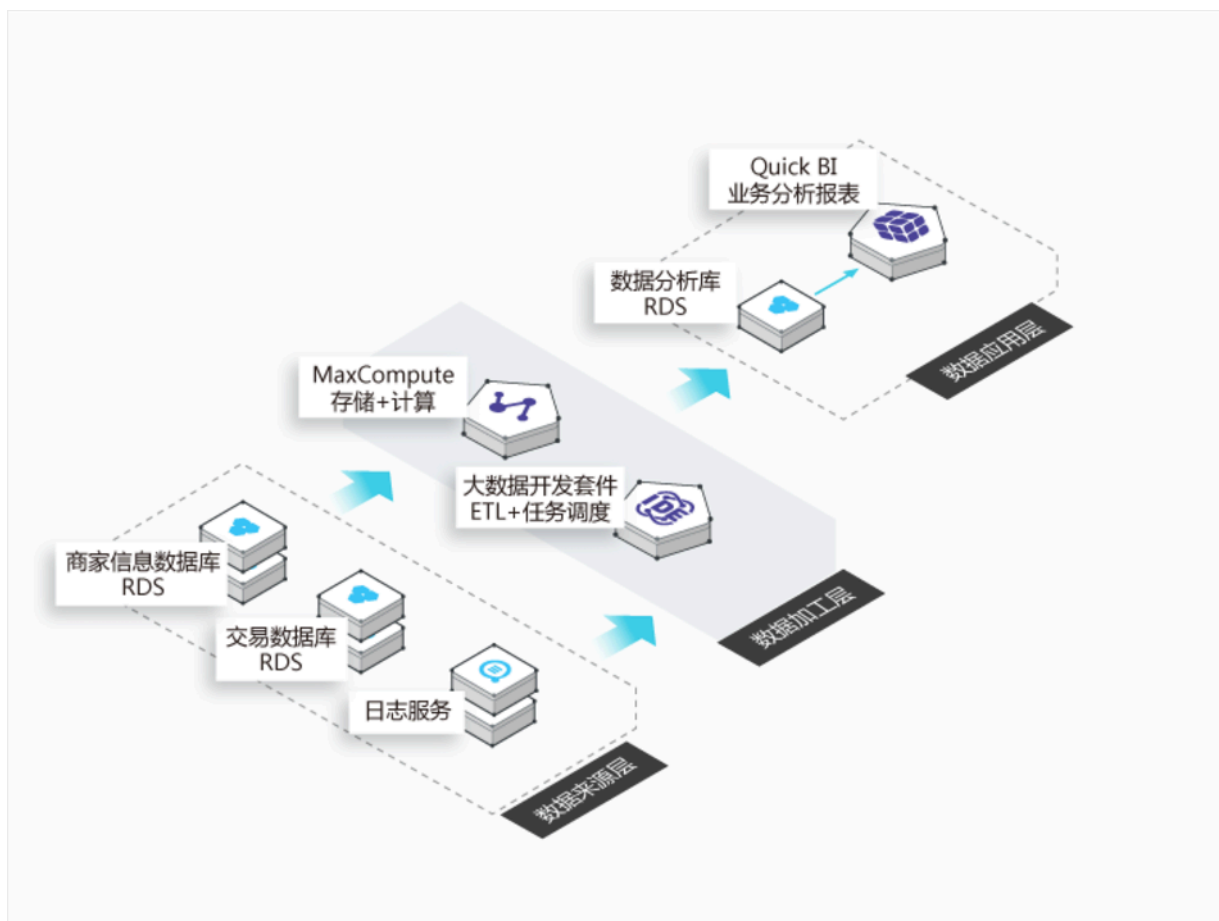 Quick BI
业务分析报表
数据分析库
RDS
数据应用层
MaxCompute
存储+计算
大数据开发套件
ETL+任务调度
IDE
数据加工层
商家信息数据库
RDS
交易数据库
RDS
日志服务
数据来源层